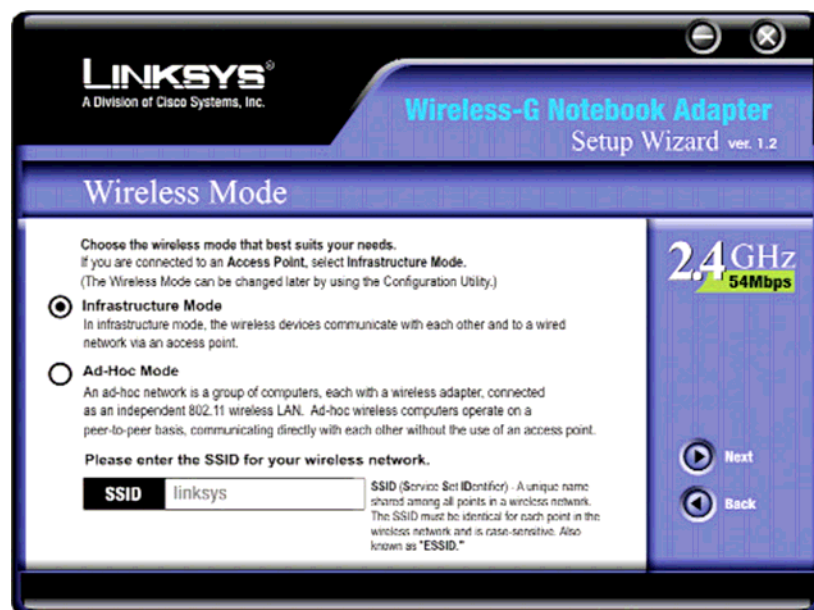 LINKSYS®
A Division of Cisco Systems, Inc.
Wireless-G Notebook Adapter
Setup Wizard ver. 1.2
Wireless Mode
Choose the wireless mode that best suits your needs.
If you are connected to an Access Point, select Infrastructure Mode.
(The Wireless Mode can be changed later by using the Configuration Utility.)
Infrastructure Mode
In infrastructure mode, the wireless devices communicate with each other and to a wired
network via an access point.
Ad-Hoc Mode
An ad-hoc network is a group of computers, each with a wireless adapter, connected
as an independent 802.11 wireless LAN. Ad-hoc wireless computers operate on a
peer-to-peer basis, communicating directly with each other without the use of an access point.
Please enter the SSID for your wireless network.
SSID linksys
SSID (Service Set IDentifier) - A unique name
shared among all points in a wireless network.
The SSID must be identical for each point in the
wireless network and is case-sensitive. Also
known as "ESSID."
2.4 GHz
54Mbps
Next
Back